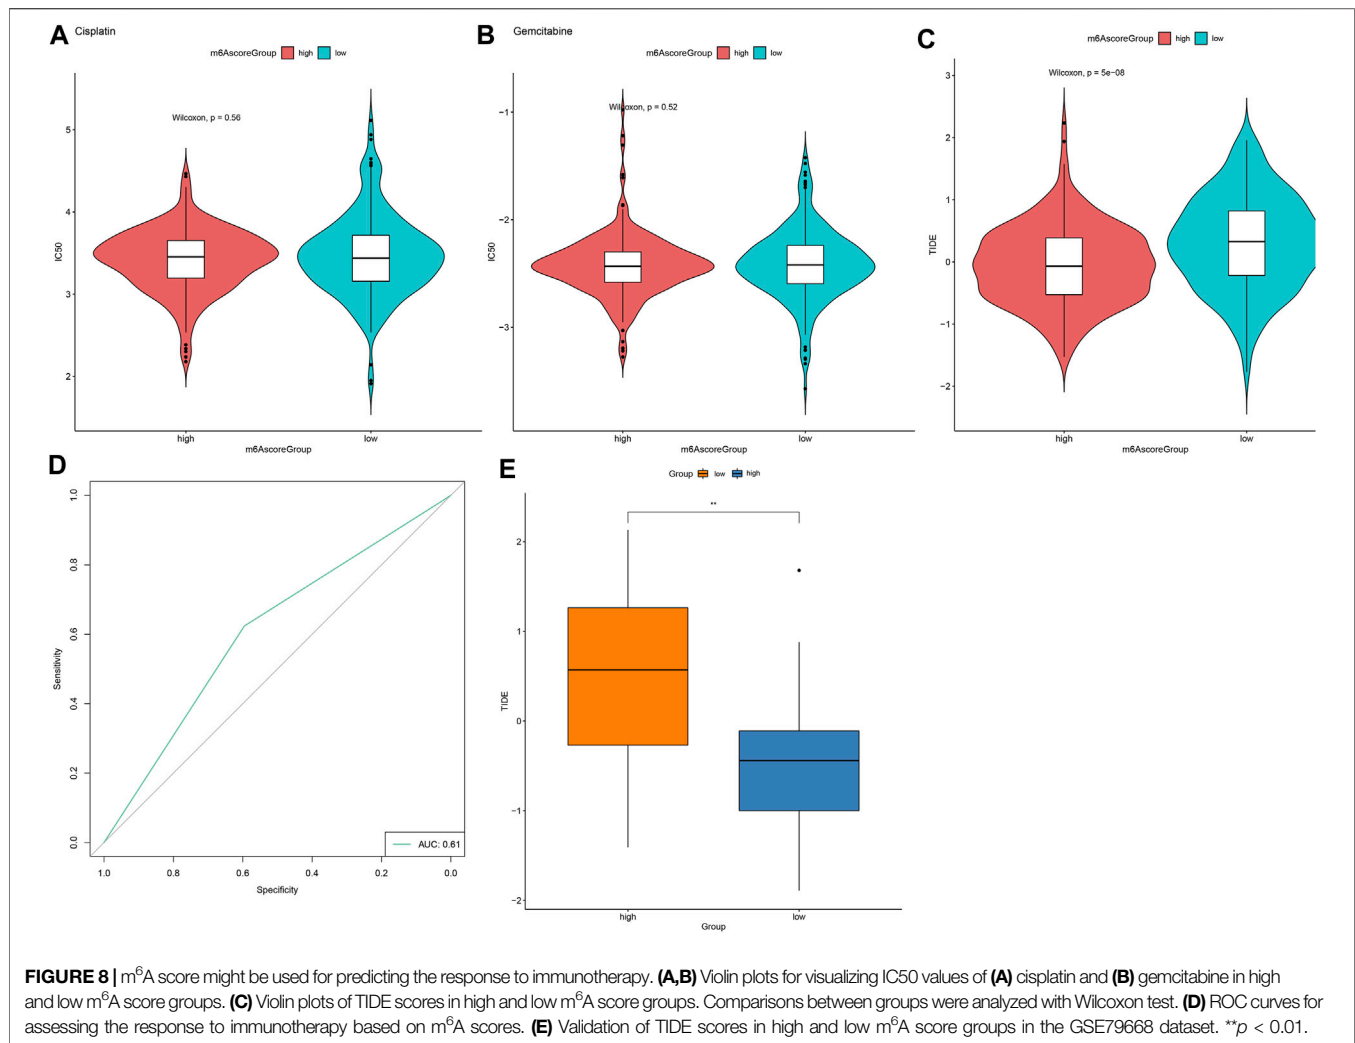 A Cisplatin
m6AscoreGroup high low
Wilcoxon, p = 0.56
IC50
5
4
3
2
high low
m6AscoreGroup
B Gemcitabine
m6AscoreGroup high low
Wilcoxon, p = 0.52
IC50
−1
−2
−3
high low
m6AscoreGroup
C
m6AscoreGroup high low
Wilcoxon, p = 5e−08
TIDE
3
2
1
0
−1
−2
high low
m6AscoreGroup
D
Sensitivity
1.0
0.8
0.6
0.4
0.2
0.0
AUC: 0.61
1.0 0.8 0.6 0.4 0.2 0.0
Specificity
E
Group low high
**
TIDE
2
1
0
−1
−2
high low
Group
FIGURE 8 | m⁶A score might be used for predicting the response to immunotherapy. (A,B) Violin plots for visualizing IC50 values of (A) cisplatin and (B) gemcitabine in high
and low m⁶A score groups. (C) Violin plots of TIDE scores in high and low m⁶A score groups. Comparisons between groups were analyzed with Wilcoxon test. (D) ROC curves for
assessing the response to immunotherapy based on m⁶A scores. (E) Validation of TIDE scores in high and low m⁶A score groups in the GSE79668 dataset. **p < 0.01.